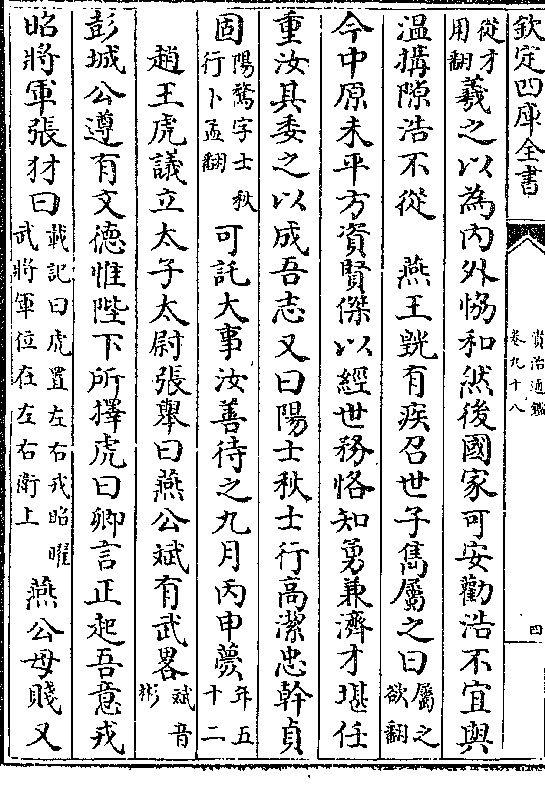 欽定四庫全書
資治通鑑
卷九十八
四
從才
用翻
羲之以為内外恊和然後國家可安勸浩不宜與
温搆隙浩不從　燕王皝有疾召世子雋屬之曰
屬之
欲翻
今中原未平方資賢傑以經世務恪知勇兼濟才堪任
重汝其委之以成吾志又曰陽士秋士行高潔忠幹貞
固
陽騖字士秋
行卜孟翻
可託大事汝善待之九月丙申薨
年五
十二
趙王虎議立太子太尉張舉曰燕公斌有武畧
斌音
彬
彭城公遵有文德惟陛下所擇虎曰卿言正起吾意戎
昭將軍張犲曰
載記曰虎置左右戎昭曜
武將軍位在左右衛上
燕公母賤又